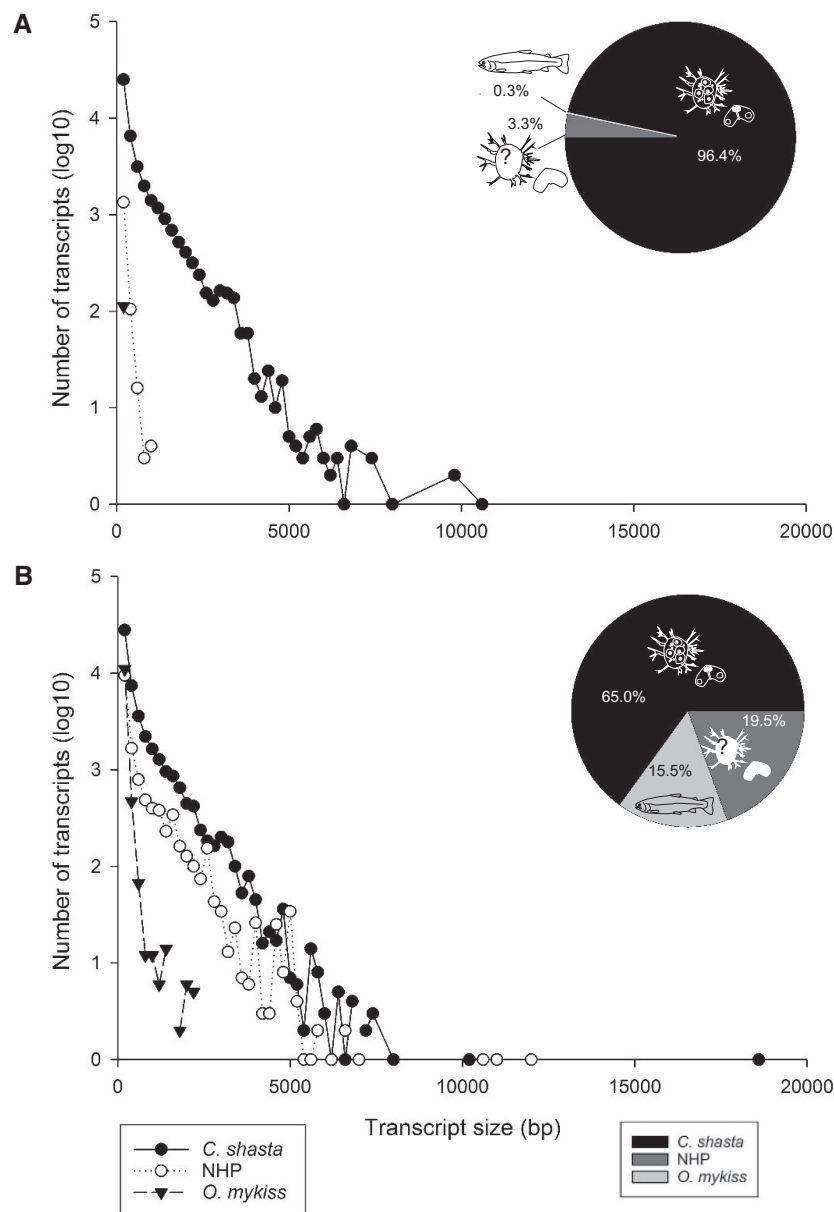 A
5
4
3
2
1
0
Number of transcripts (log10)
0
5000
10000
15000
20000
0.3%
3.3%
?
96.4%
B
5
4
3
2
1
0
Number of transcripts (log10)
0
5000
10000
15000
20000
Transcript size (bp)
65.0%
19.5%
?
15.5%
C. shasta
NHP
O. mykiss
C. shasta
NHP
O. mykiss